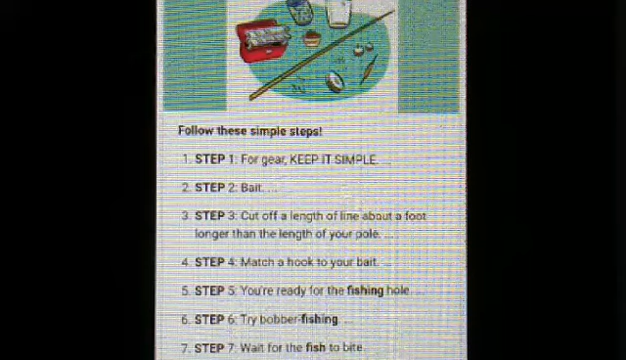 Follow these simple steps!
1. STEP 1: For gear, KEEP IT SIMPLE. ...
2. STEP 2: Bait. ...
3. STEP 3: Cut off a length of line about a foot
longer than the length of your pole. ...
4. STEP 4: Match a hook to your bait. ...
5. STEP 5: You're ready for the fishing hole. ...
6. STEP 6: Try bobber-fishing. ...
7. STEP 7: Wait for the fish to bite.